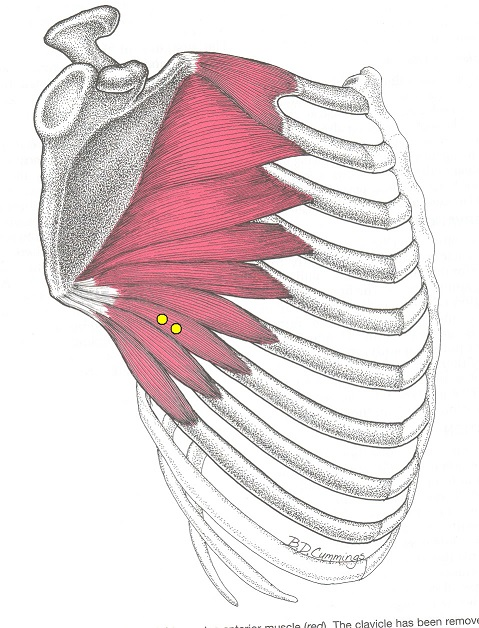 B.D. Cummings
anterior muscle (red). The clavicle has been remove